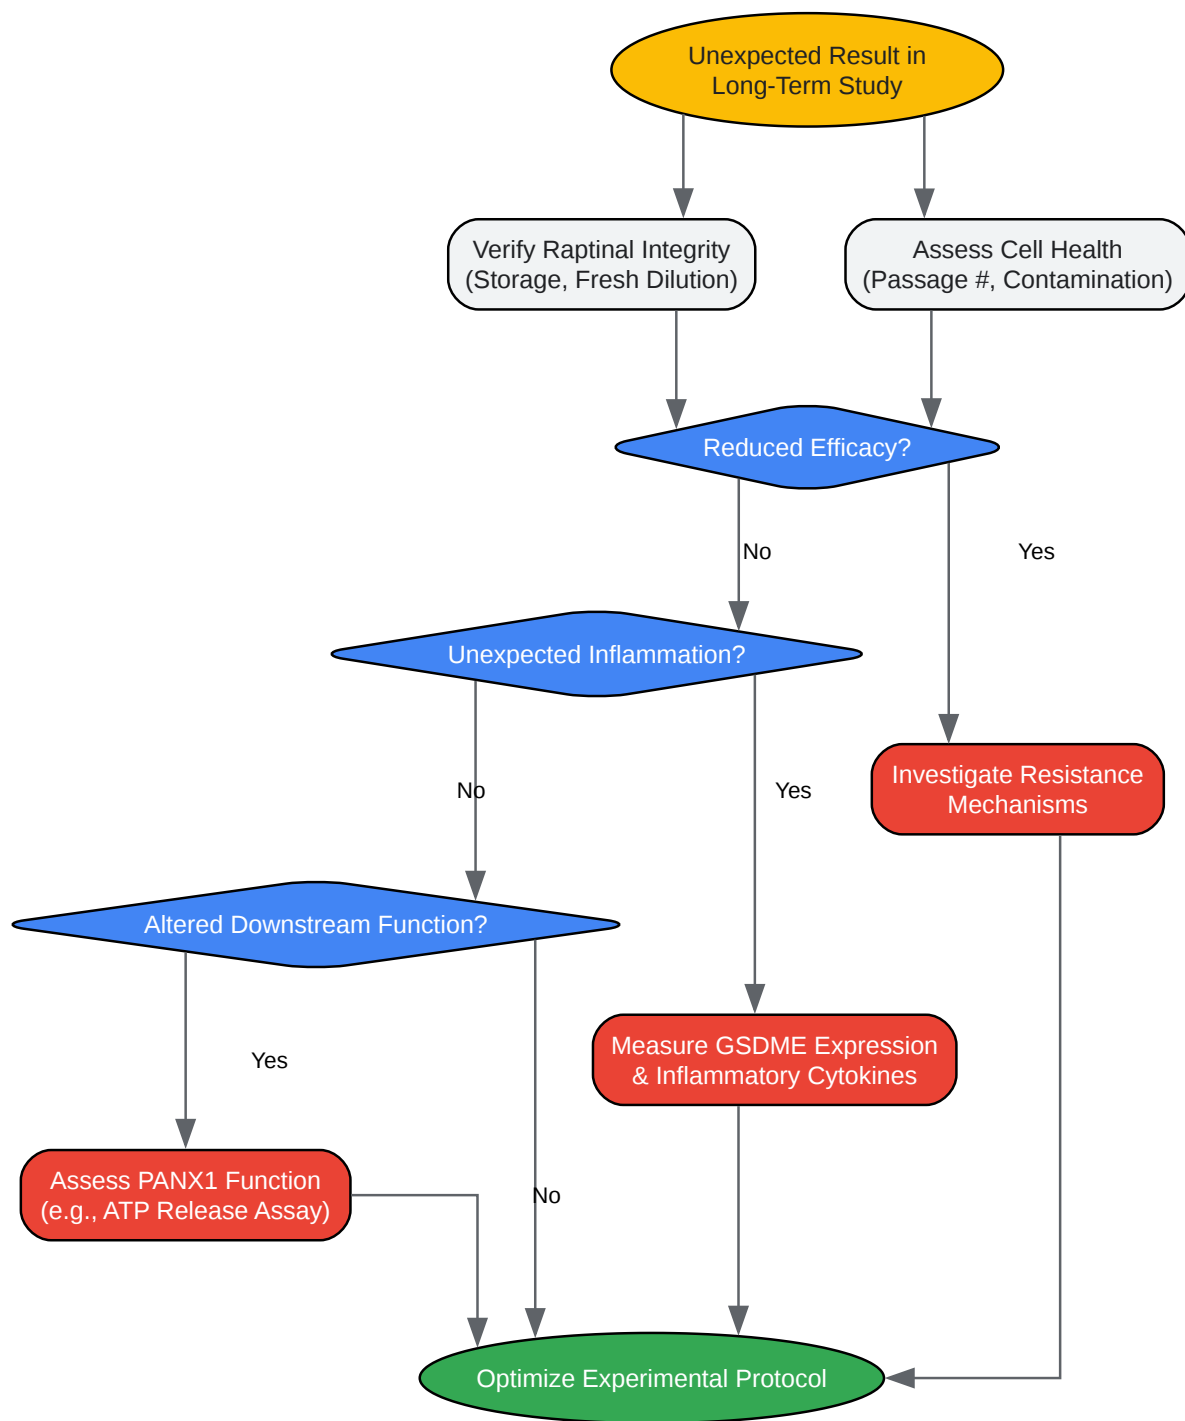 Unexpected Result in
Long-Term Study
Verify Raptinal Integrity
(Storage, Fresh Dilution)
Assess Cell Health
(Passage #, Contamination)
Reduced Efficacy?
No
Yes
Unexpected Inflammation?
Investigate Resistance
Mechanisms
No
Yes
Altered Downstream Function?
Measure GSDME Expression
& Inflammatory Cytokines
Yes
Assess PANX1 Function
(e.g., ATP Release Assay)
No
Optimize Experimental Protocol